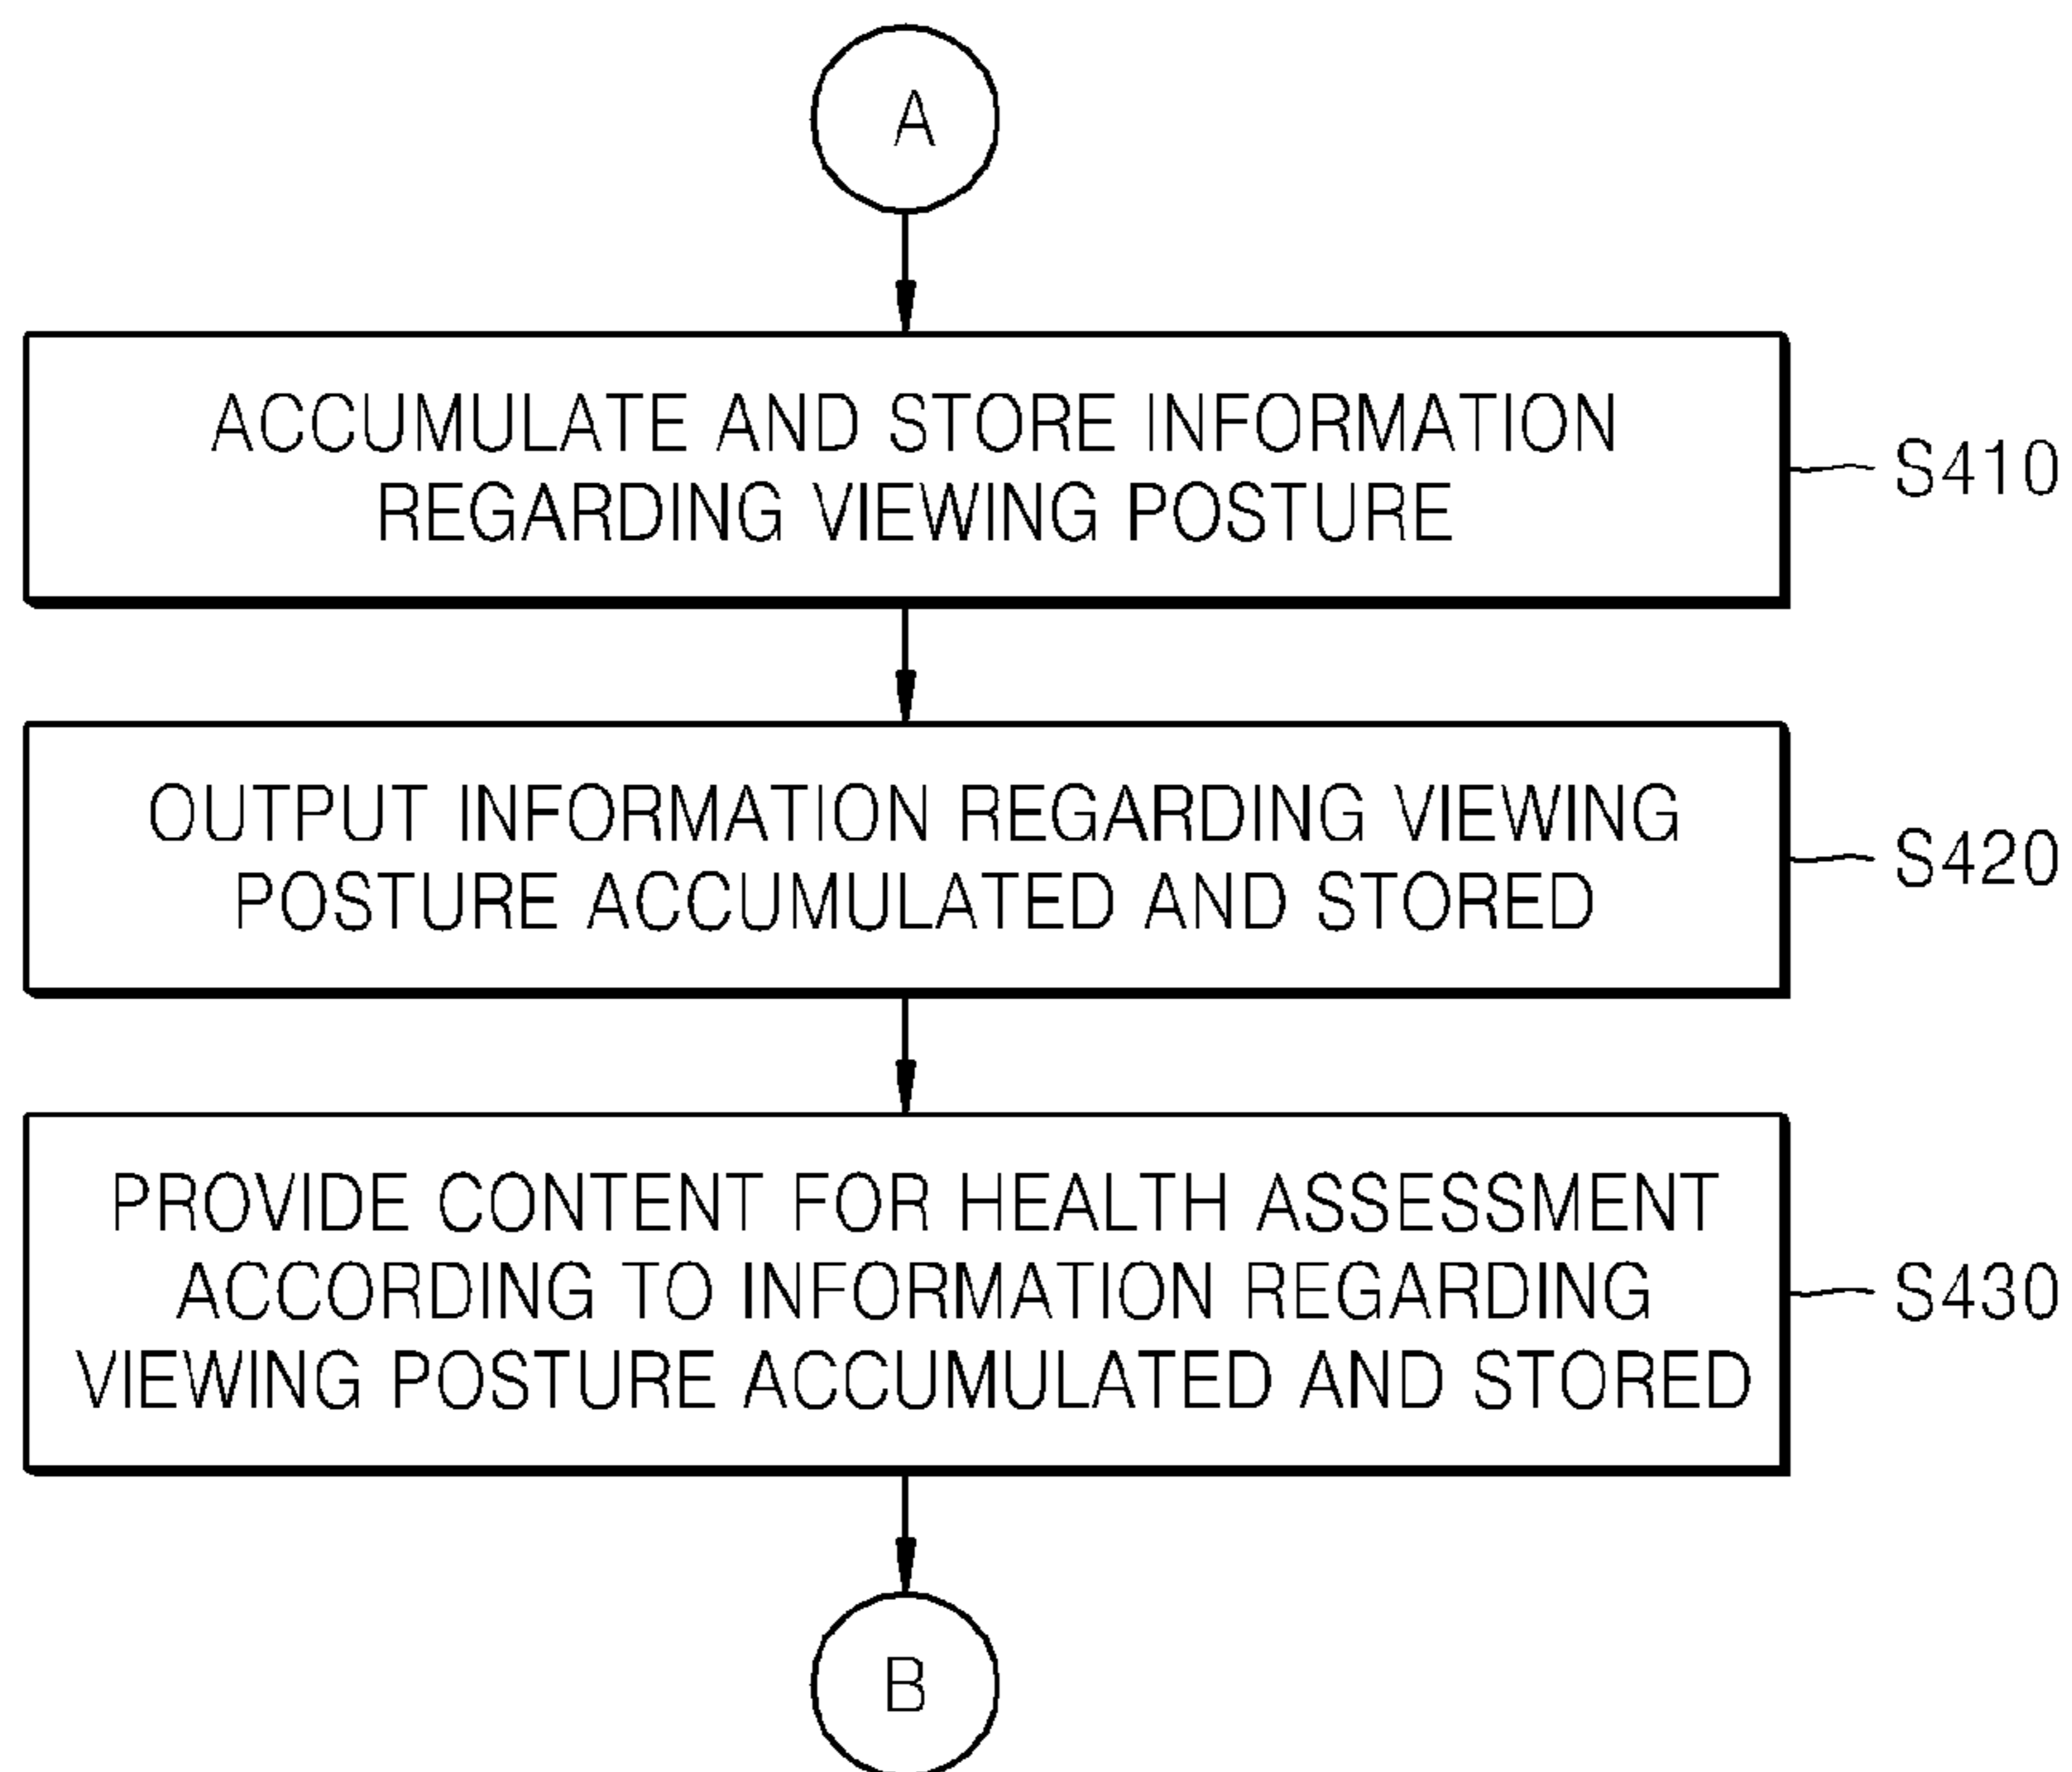 A
ACCUMULATE AND STORE INFORMATION
REGARDING VIEWING POSTURE
S410
OUTPUT INFORMATION REGARDING VIEWING
POSTURE ACCUMULATED AND STORED
S420
PROVIDE CONTENT FOR HEALTH ASSESSMENT
ACCORDING TO INFORMATION REGARDING
VIEWING POSTURE ACCUMULATED AND STORED
S430
B